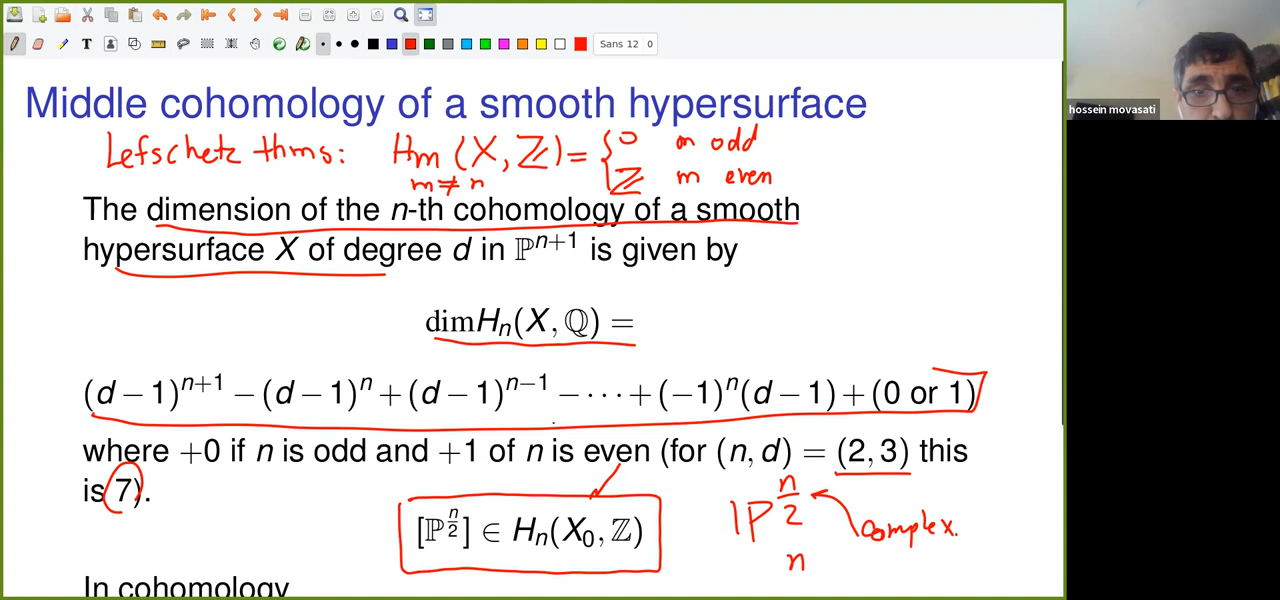 Sans 12 0
hossein movasati
Middle cohomology of a smooth hypersurface
Lefschetz thms: Hm (X, ℤ) = { 0 m odd
m ≠ n ℤ m even
The dimension of the n-th cohomology of a smooth
hypersurface X of degree d in ℙ^{n+1} is given by
dimH_n(X, ℚ) =
(d − 1)^{n+1} − (d − 1)^n + (d − 1)^{n−1} − ··· + (−1)^n(d − 1) + (0 or 1)
where +0 if n is odd and +1 of n is even (for (n, d) = (2, 3) this
is 7).
[ℙ^{n/2}] ∈ H_n(X_0, ℤ)
ℙ^{n/2} complex.
n
In cohomology